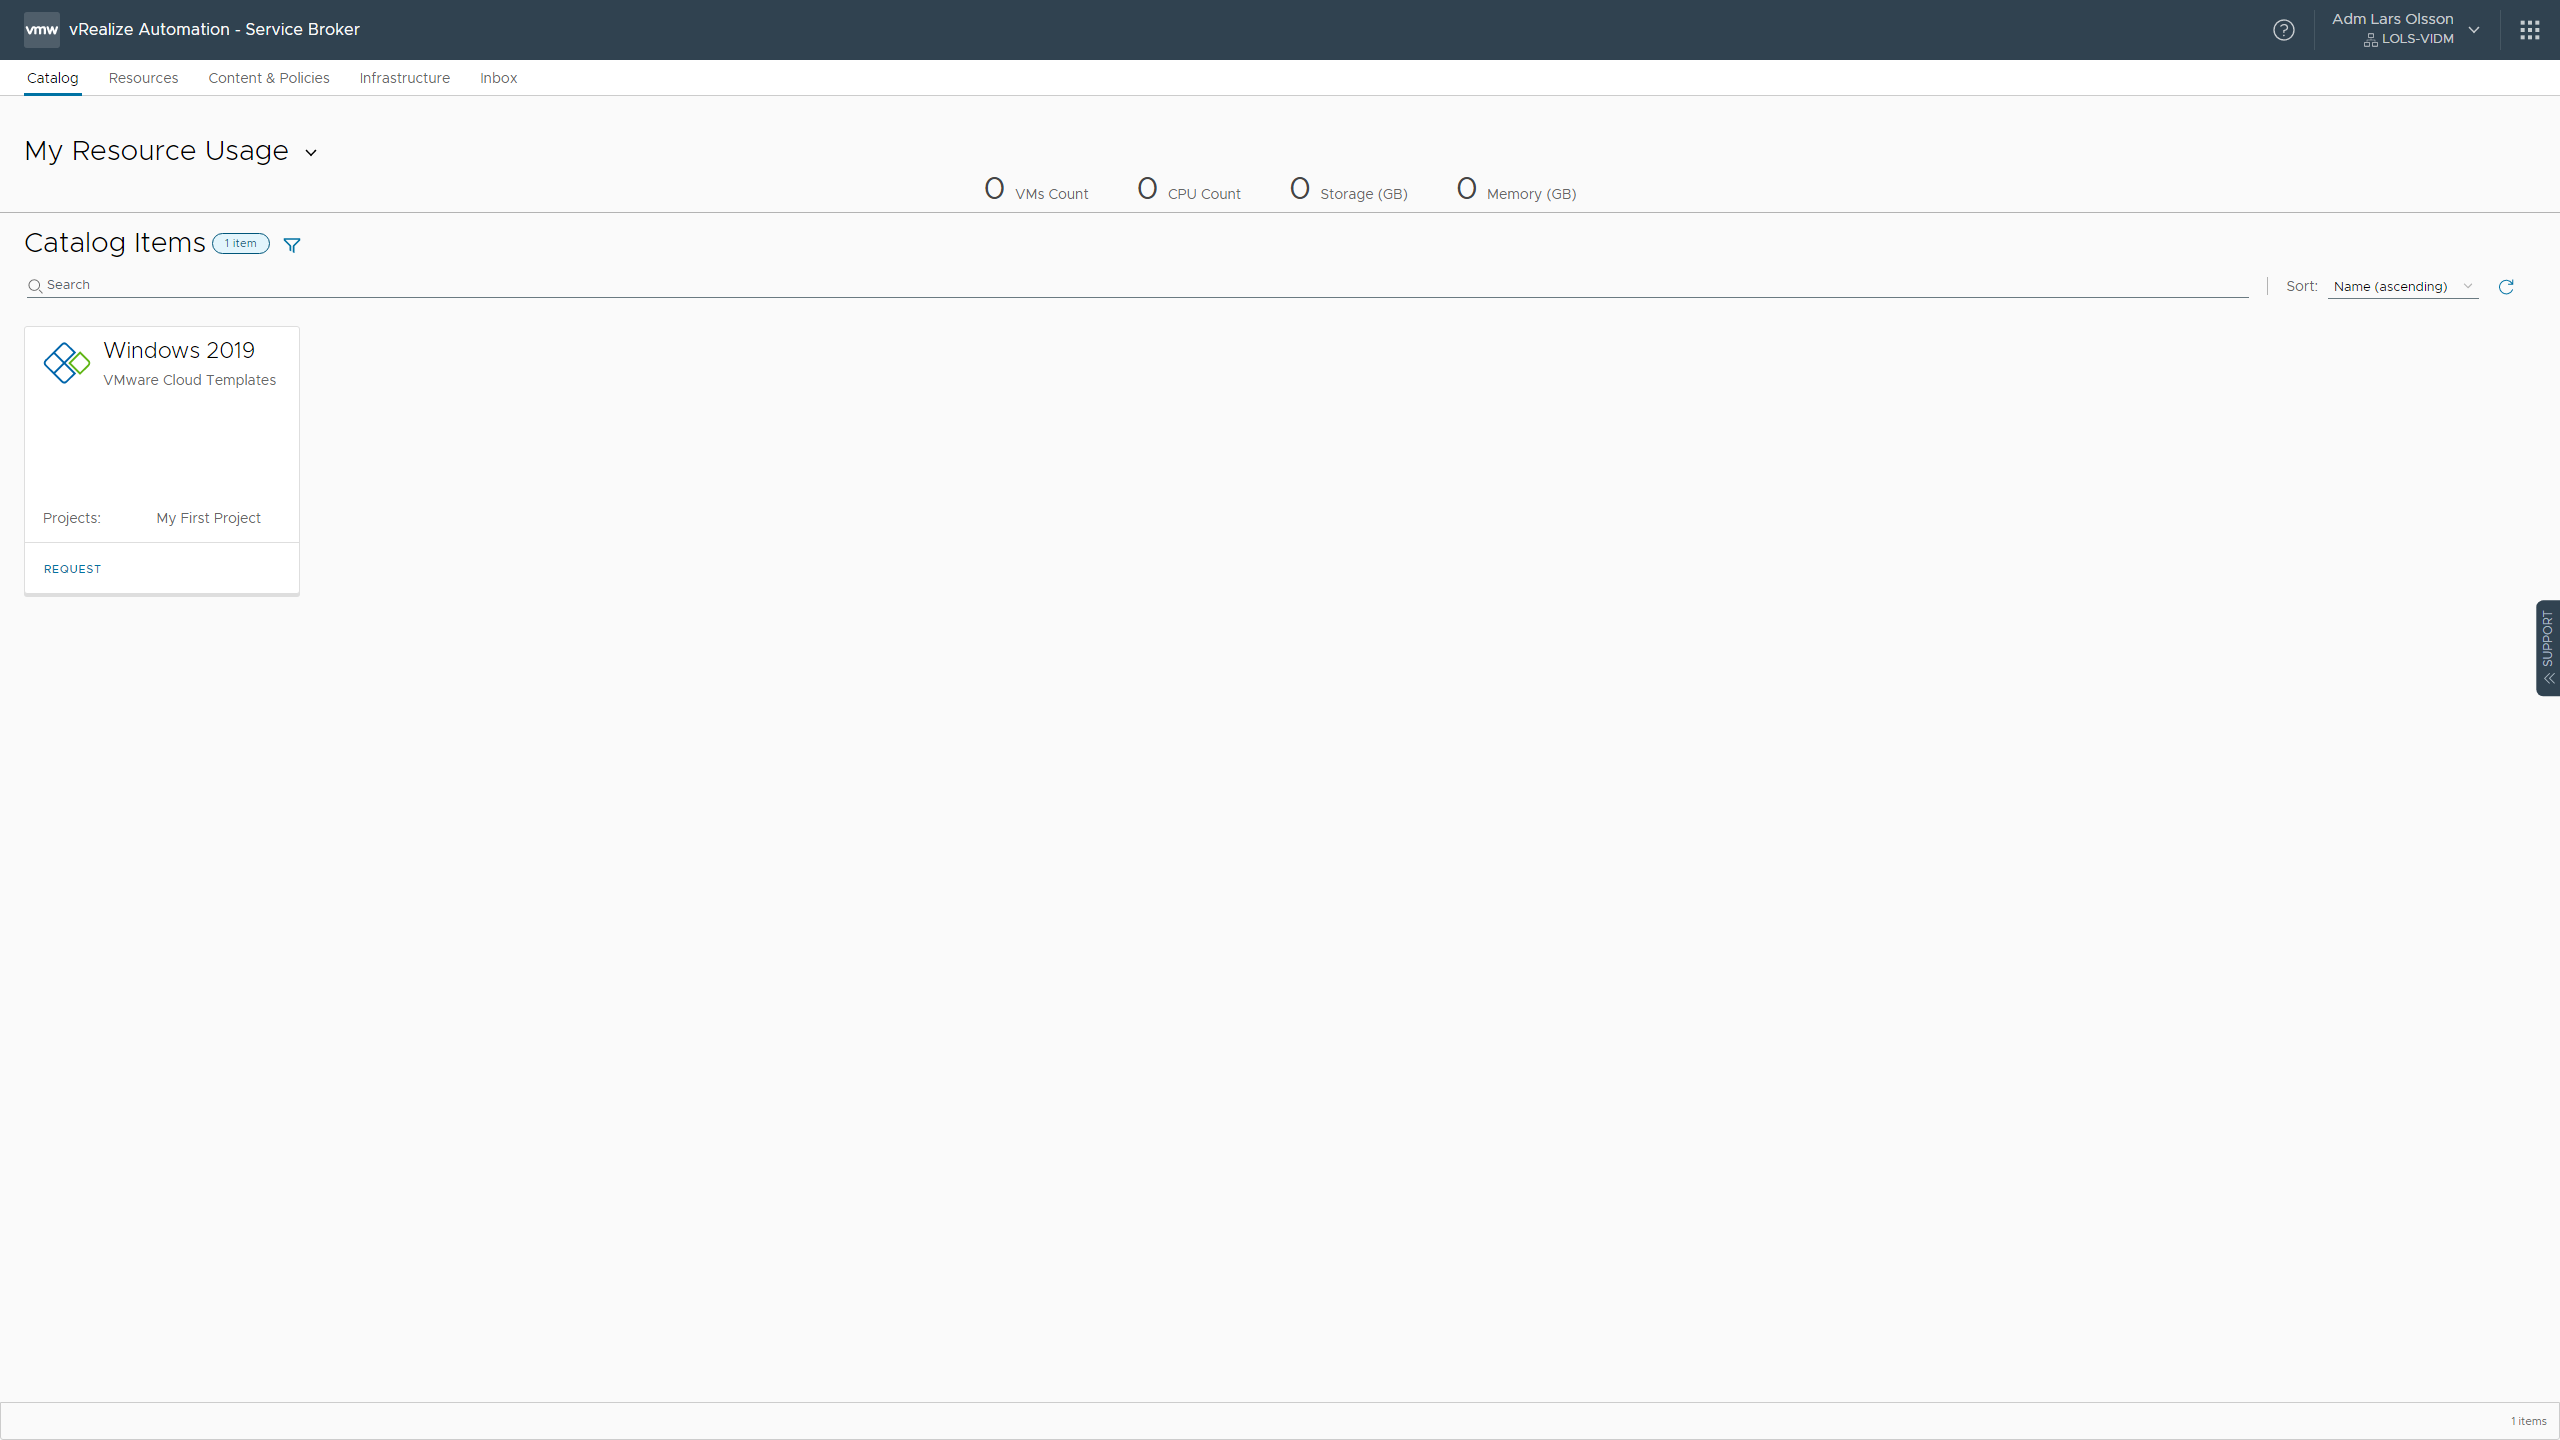 vmw vRealize Automation - Service Broker
Adm Lars Olsson
LOLS-VIDM
Catalog Resources Content & Policies Infrastructure Inbox
My Resource Usage
0 VMs Count 0 CPU Count 0 Storage (GB) 0 Memory (GB)
Catalog Items 1 item
Search Sort: Name (ascending)
Windows 2019
VMware Cloud Templates
Projects: My First Project
REQUEST
SUPPORT
1 items